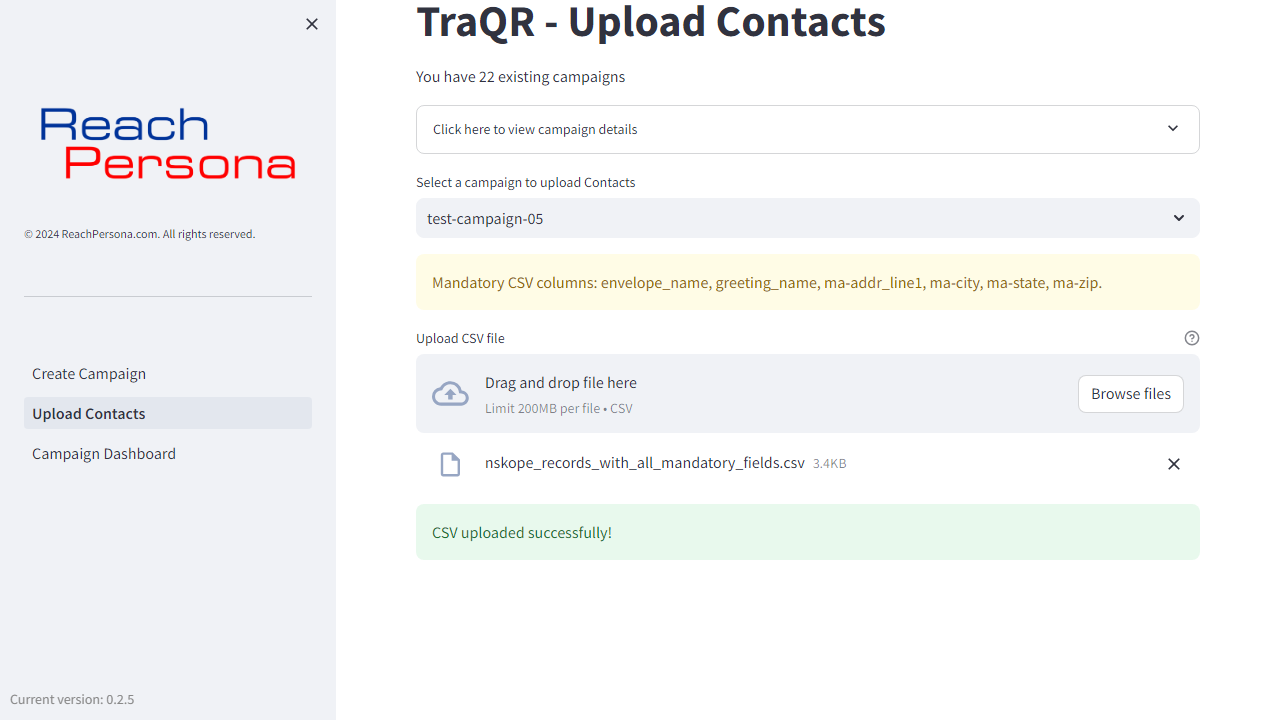 Reach
Persona
© 2024 ReachPersona.com. All rights reserved.
Create Campaign
Upload Contacts
Campaign Dashboard
Current version: 0.2.5
TraQR - Upload Contacts
You have 22 existing campaigns
Click here to view campaign details
Select a campaign to upload Contacts
test-campaign-05
Mandatory CSV columns: envelope_name, greeting_name, ma-addr_line1, ma-city, ma-state, ma-zip.
Upload CSV file
Drag and drop file here
Limit 200MB per file • CSV
Browse files
nskope_records_with_all_mandatory_fields.csv 3.4KB
CSV uploaded successfully!